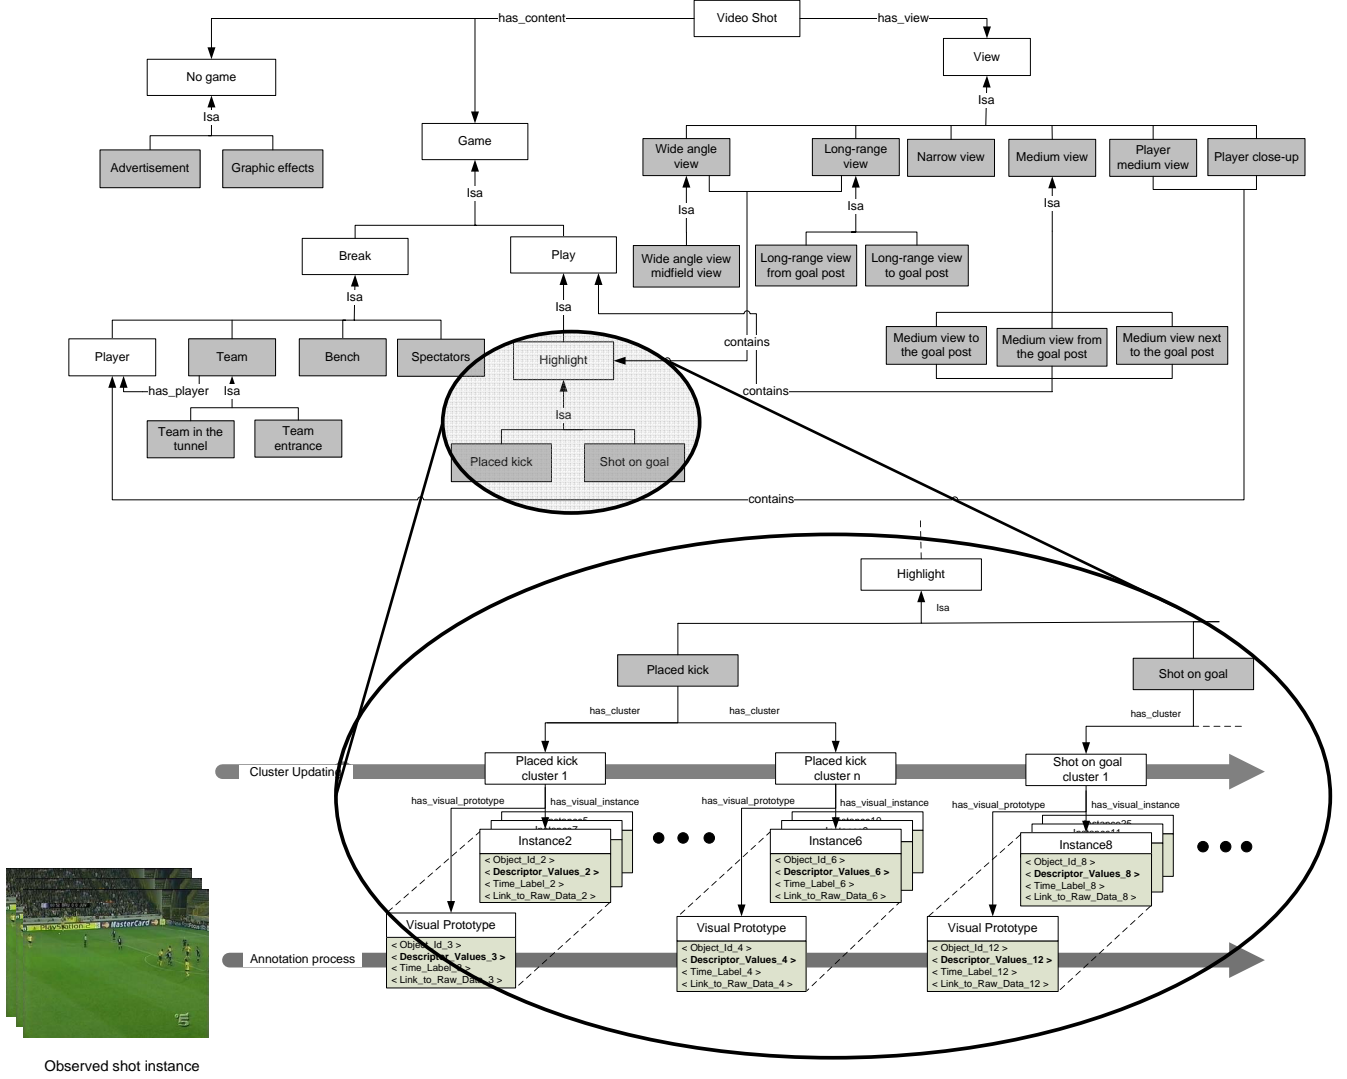 Video Shot
has_content
has_view
No game
View
Isa
Isa
Game
Advertisement
Graphic effects
Wide angle
view
Long-range
view
Narrow view
Medium view
Player
medium view
Player close-up
Isa
Isa
Isa
Isa
Break
Play
Wide angle view
midfield view
Long-range view
from goal post
Long-range view
to goal post
Isa
Isa
Player
Team
Bench
Spectators
Highlight
contains
Medium view to
the goal post
Medium view from
the goal post
Medium view next
to the goal post
has_player
Isa
contains
Isa
Team in the
tunnel
Team
entrance
Placed kick
Shot on goal
contains
Highlight
Isa
Placed kick
Shot on goal
has_cluster
has_cluster
has_cluster
Cluster Updating
Placed kick
cluster 1
Placed kick
cluster n
Shot on goal
cluster 1
has_visual_prototype
has_visual_instance
has_visual_prototype
has_visual_instance
has_visual_prototype
has_visual_instance
Instance2
< Object_Id_2 >
< Descriptor_Values_2 >
< Time_Label_2 >
< Link_to_Raw_Data_2 >
Instance6
< Object_Id_6 >
< Descriptor_Values_6 >
< Time_Label_6 >
< Link_to_Raw_Data_6 >
Instance8
< Object_Id_8 >
< Descriptor_Values_8 >
< Time_Label_8 >
< Link_to_Raw_Data_8 >
Visual Prototype
< Object_Id_3 >
< Descriptor_Values_3 >
< Time_Label_3 >
< Link_to_Raw_Data_3 >
Visual Prototype
< Object_Id_4 >
< Descriptor_Values_4 >
< Time_Label_4 >
< Link_to_Raw_Data_4 >
Visual Prototype
< Object_Id_12 >
< Descriptor_Values_12 >
< Time_Label_12 >
< Link_to_Raw_Data_12 >
Annotation process
MasterCard
5
Observed shot instance